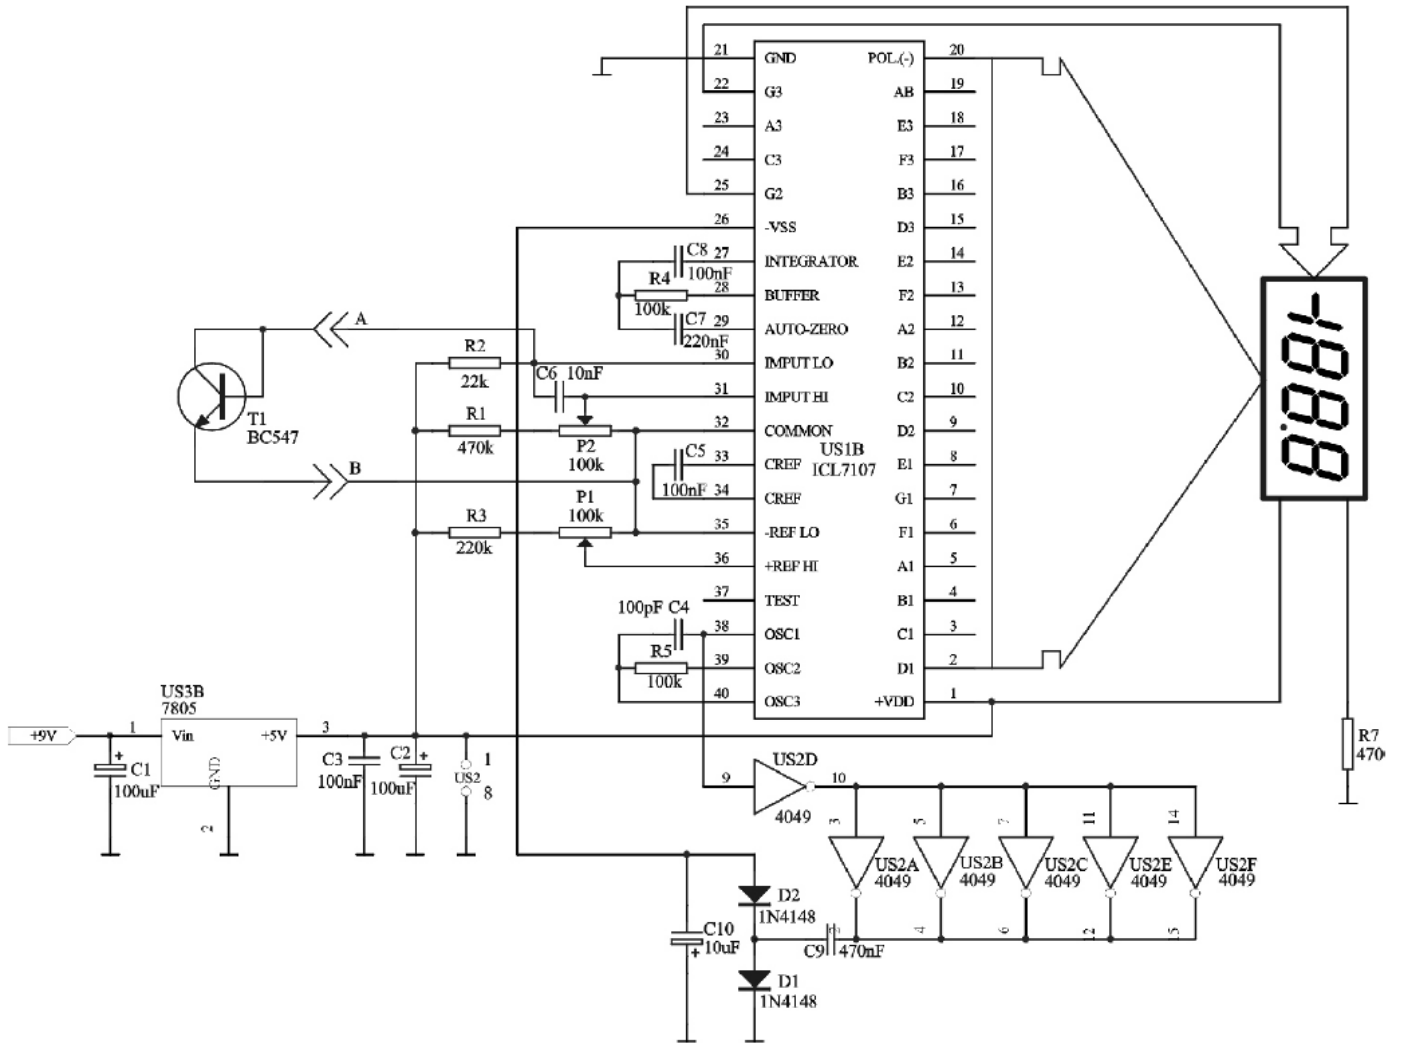 21 GND POL.(-) 20
22 G3 AB 19
23 A3 E3 18
24 C3 F3 17
25 G2 B3 16
26 -VSS D3 15
C8 27 INTEGRATOR E2 14
100nF
R4 28 BUFFER F2 13
100k
C7 29 AUTO-ZERO A2 12
220nF
30 IMPUT LO B2 11
31 IMPUT HI C2 10
32 COMMON D2 9
US1B
ICL7107
C5 33 CREF E1 8
100nF 34 CREF G1 7
35 -REF LO F1 6
36 +REF HI A1 5
37 TEST B1 4
100pF C4
38 OSC1 C1 3
R5 39 OSC2 D1 2
100k
40 OSC3 +VDD 1
A
R2
22k
C6 10nF
T1
BC547
R1
470k
P2
100k
B
P1
100k
R3
220k
US3B
7805
+9V 1 Vin +5V 3
GND
2
C1
100uF
C3
100nF
C2 +
100uF
1
US2
8
+
R7
470
9 US2D 10
4049
3 5 7 11 14
US2A
4049
US2B
4049
US2C
4049
US2E
4049
US2F
4049
2 4 6 12 15
D2
1N4148
C10
10uF
+
C9 470nF
D1
1N4148